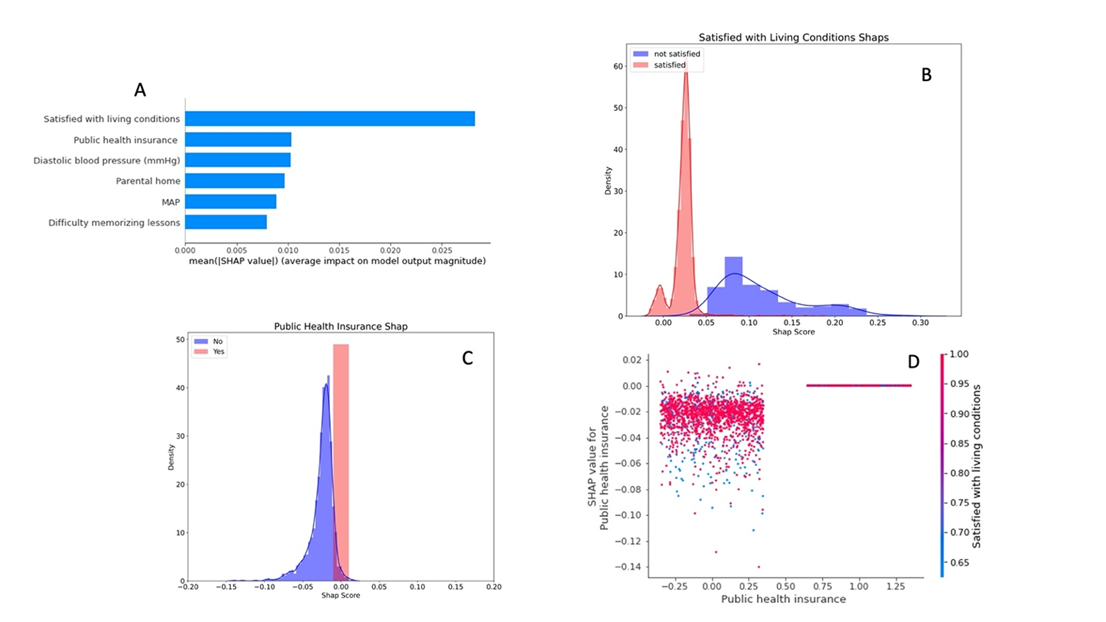 A
Satisfied with living conditions
Public health insurance
Diastolic blood pressure (mmHg)
Parental home
MAP
Difficulty memorizing lessons
0.000 0.005 0.010 0.015 0.020 0.025
mean(|SHAP value|) (average impact on model output magnitude)
Satisfied with Living Conditions Shaps
not satisfied
satisfied
B
60
50
40
30
20
10
0
Density
0.00 0.05 0.10 0.15 0.20 0.25 0.30
Shap Score
Public Health Insurance Shap
No
Yes
C
50
40
30
20
10
0
Density
−0.20 −0.15 −0.10 −0.05 0.00 0.05 0.10 0.15 0.20
Shap Score
D
0.02
0.00
−0.02
−0.04
−0.06
−0.08
−0.10
−0.12
−0.14
SHAP value for
Public health insurance
−0.25 0.00 0.25 0.50 0.75 1.00 1.25
Public health insurance
1.00
0.95
0.90
0.85
0.80
0.75
0.70
0.65
Satisfied with living conditions